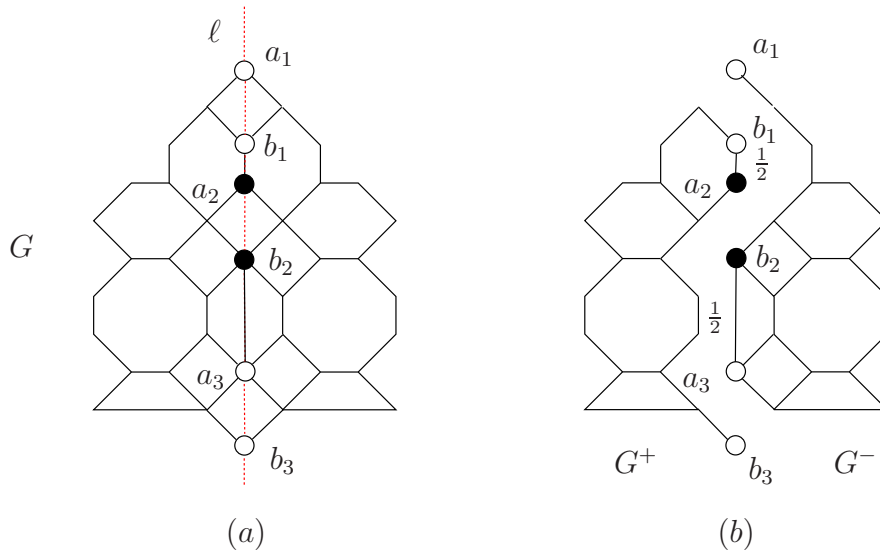 ℓ
a₁
b₁
a₂
b₂
a₃
b₃
G
(a)
a₁
b₁
1/2
a₂
b₂
1/2
a₃
b₃
G⁺
G⁻
(b)